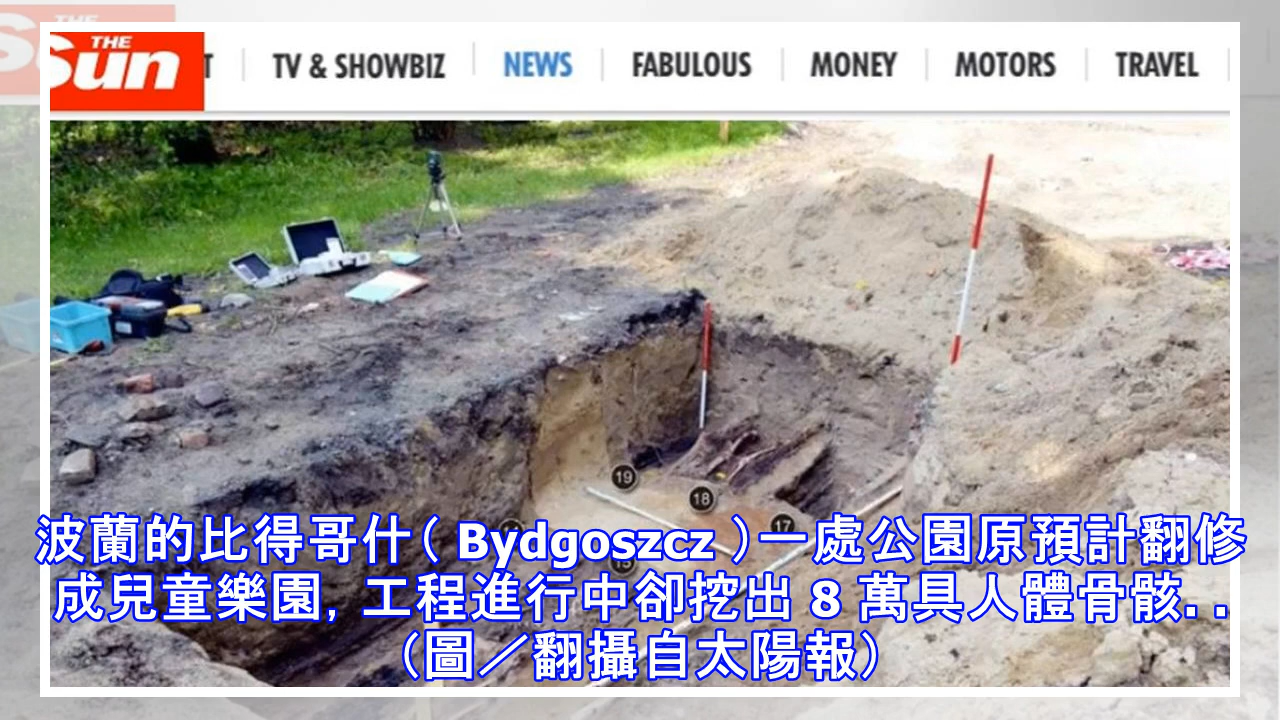 THE
Sun
T TV & SHOWBIZ NEWS FABULOUS MONEY MOTORS TRAVEL
19
18
17
波蘭的比得哥什(Bydgoszcz)一處公園原預計翻修
成兒童樂園,工程進行中卻挖出 8 萬具人體骨骸..
(圖／翻攝自太陽報)